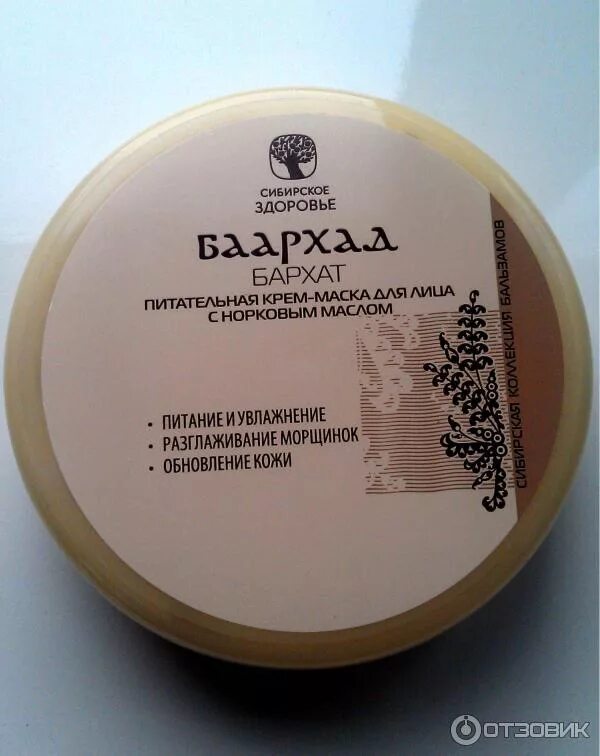 СИБИРСКОЕ
ЗДОРОВЬЕ
БААРХАД
БАРХАТ
ПИТАТЕЛЬНАЯ КРЕМ-МАСКА ДЛЯ ЛИЦА
С НОРКОВЫМ МАСЛОМ
• ПИТАНИЕ И УВЛАЖНЕНИЕ
• РАЗГЛАЖИВАНИЕ МОРЩИНОК
• ОБНОВЛЕНИЕ КОЖИ
СИБИРСКАЯ КОЛЛЕКЦИЯ БАЛЬЗАМОВ
ОТЗОВИК